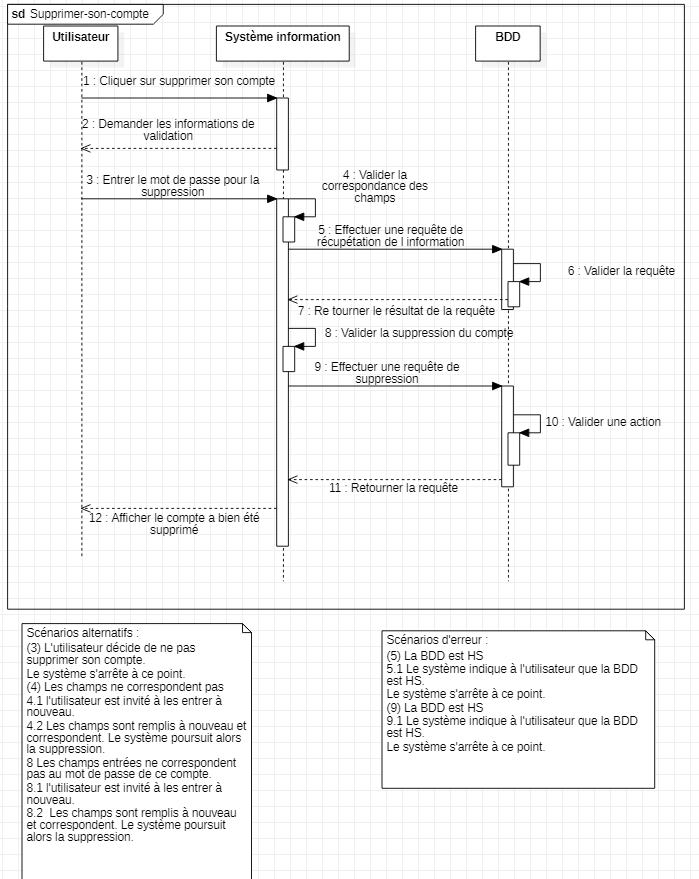 sd Supprimer-son-compte
Utilisateur
Système information
BDD
1 : Cliquer sur supprimer son compte
2 : Demander les informations de
validation
3 : Entrer le mot de passe pour la
suppression
4 : Valider la
correspondance des
champs
5 : Effectuer une requête de
récupétation de l information
6 : Valider la requête
7 : Re tourner le résultat de la requête
8 : Valider la suppression du compte
9 : Effectuer une requête de
suppression
10 : Valider une action
11 : Retourner la requête
12 : Afficher le compte a bien été
supprimé
Scénarios alternatifs :
(3) L'utilisateur décide de ne pas
supprimer son compte.
Le système s'arrête à ce point.
(4) Les champs ne correspondent pas
4.1 l'utilisateur est invité à les entrer à
nouveau.
4.2 Les champs sont remplis à nouveau et
correspondent. Le système poursuit alors
la suppression.
8 Les champs entrées ne correspondent
pas au mot de passe de ce compte.
8.1 l'utilisateur est invité à les entrer à
nouveau.
8.2 Les champs sont remplis à nouveau
et correspondent. Le système poursuit
alors la suppression.
Scénarios d'erreur :
(5) La BDD est HS
5.1 Le système indique à l'utilisateur que la BDD
est HS.
Le système s'arrête à ce point.
(9) La BDD est HS
9.1 Le système indique à l'utilisateur que la BDD
est HS.
Le système s'arrête à ce point.